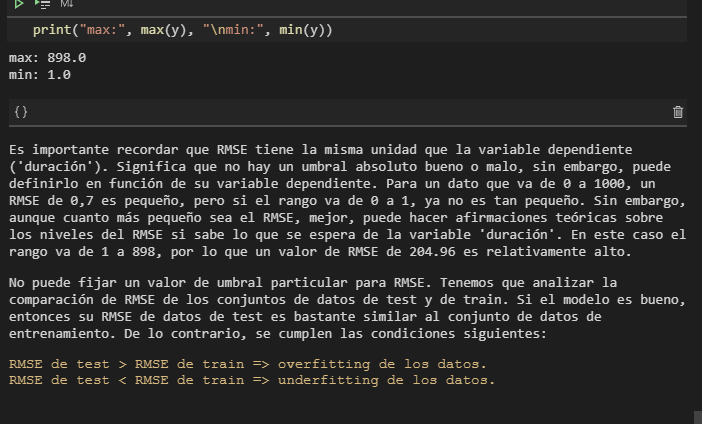 M↓
print("max:", max(y), "\nmin:", min(y))
max: 898.0
min: 1.0
{}
Es importante recordar que RMSE tiene la misma unidad que la variable dependiente
('duración'). Significa que no hay un umbral absoluto bueno o malo, sin embargo, puede
definirlo en función de su variable dependiente. Para un dato que va de 0 a 1000, un
RMSE de 0,7 es pequeño, pero si el rango va de 0 a 1, ya no es tan pequeño. Sin embargo,
aunque cuanto más pequeño sea el RMSE, mejor, puede hacer afirmaciones teóricas sobre
los niveles del RMSE si sabe lo que se espera de la variable 'duración'. En este caso el
rango va de 1 a 898, por lo que un valor de RMSE de 204.96 es relativamente alto.
No puede fijar un valor de umbral particular para RMSE. Tenemos que analizar la
comparación de RMSE de los conjuntos de datos de test y de train. Si el modelo es bueno,
entonces su RMSE de datos de test es bastante similar al conjunto de datos de
entrenamiento. De lo contrario, se cumplen las condiciones siguientes:
RMSE de test > RMSE de train => overfitting de los datos.
RMSE de test < RMSE de train => underfitting de los datos.